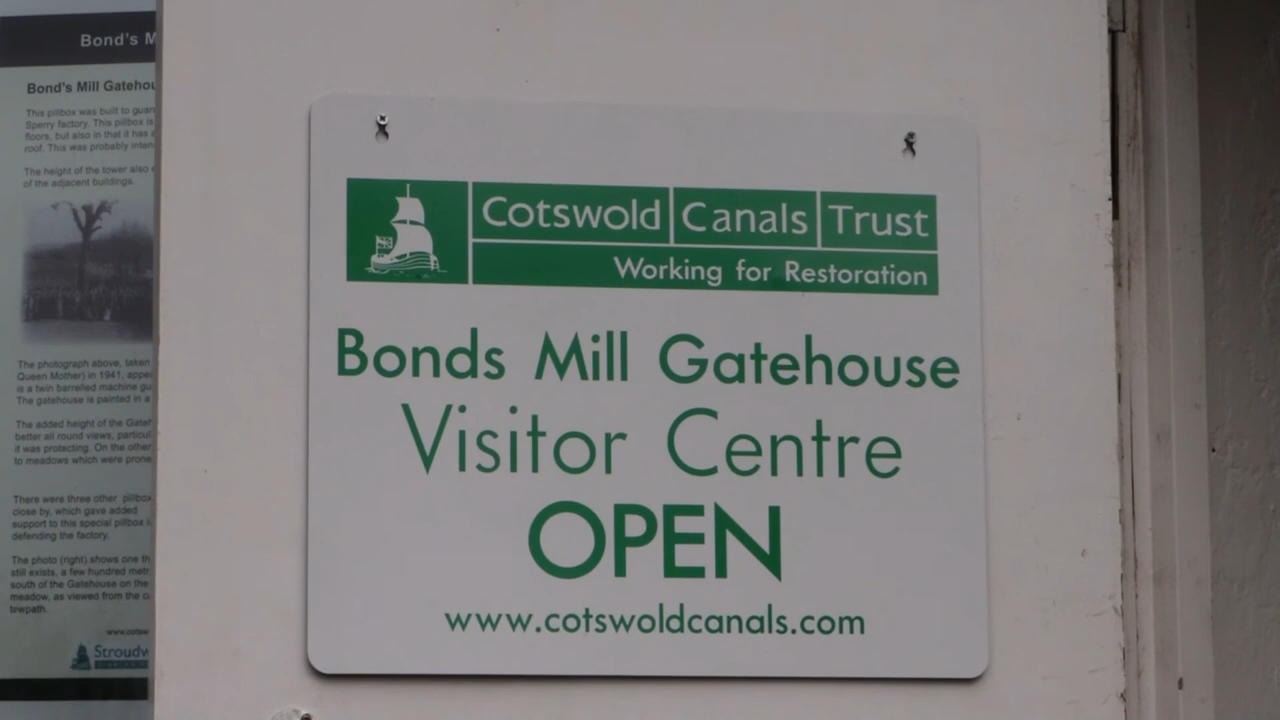 Bond's M
Bond's Mill Gatehou
This pillbox was built to guar
Sperry factory. This pillbox is
floors, but also in that it has a
roof. This was probably inten
The height of the tower also
of the adjacent buildings.
The photograph above, taken
Queen Mother) in 1941, appe
is a twin barrelled machine gu
The gatehouse is painted in a
The added height of the Gateh
better all round views, particul
it was protecting. On the other
to meadows which were prone
There were three other pillbox
close by, which gave added
support to this special pillbox i
defending the factory.
The photo (right) shows one th
still exists, a few hundred metr
south of the Gatehouse on the
meadow, as viewed from the c
towpath.
www.cotsw
Stroudw
Cotswold Canals Trust
Working for Restoration
Bonds Mill Gatehouse
Visitor Centre
OPEN
www.cotswoldcanals.com